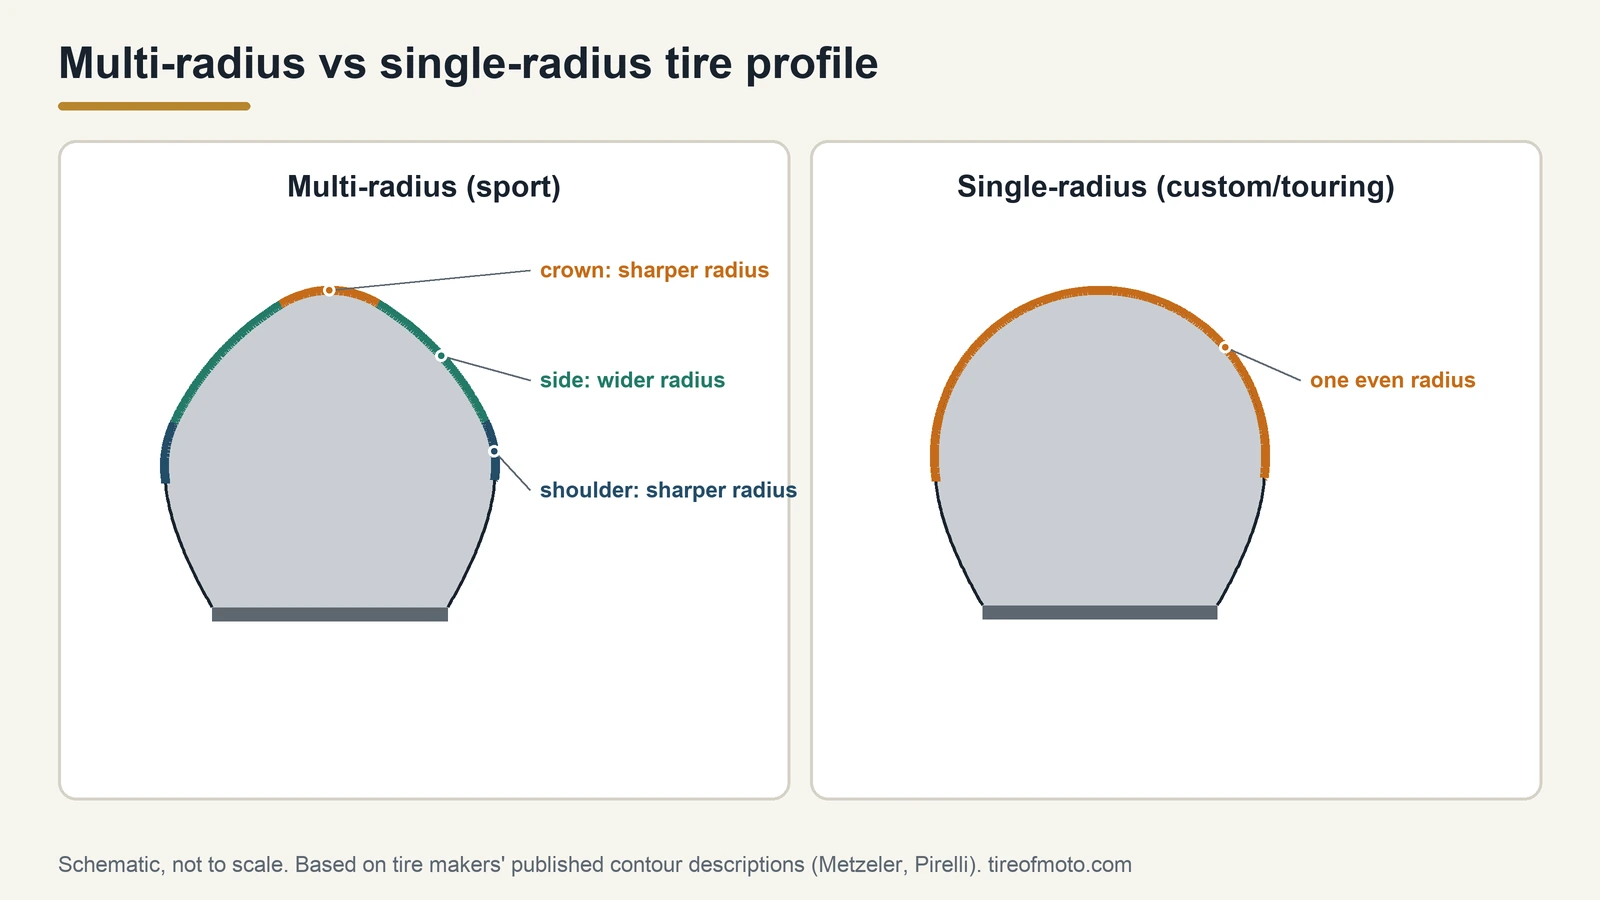 Multi-radius vs single-radius tire profile
Multi-radius (sport)
crown: sharper radius
side: wider radius
shoulder: sharper radius
Single-radius (custom/touring)
one even radius
Schematic, not to scale. Based on tire makers' published contour descriptions (Metzeler, Pirelli). tireofmoto.com